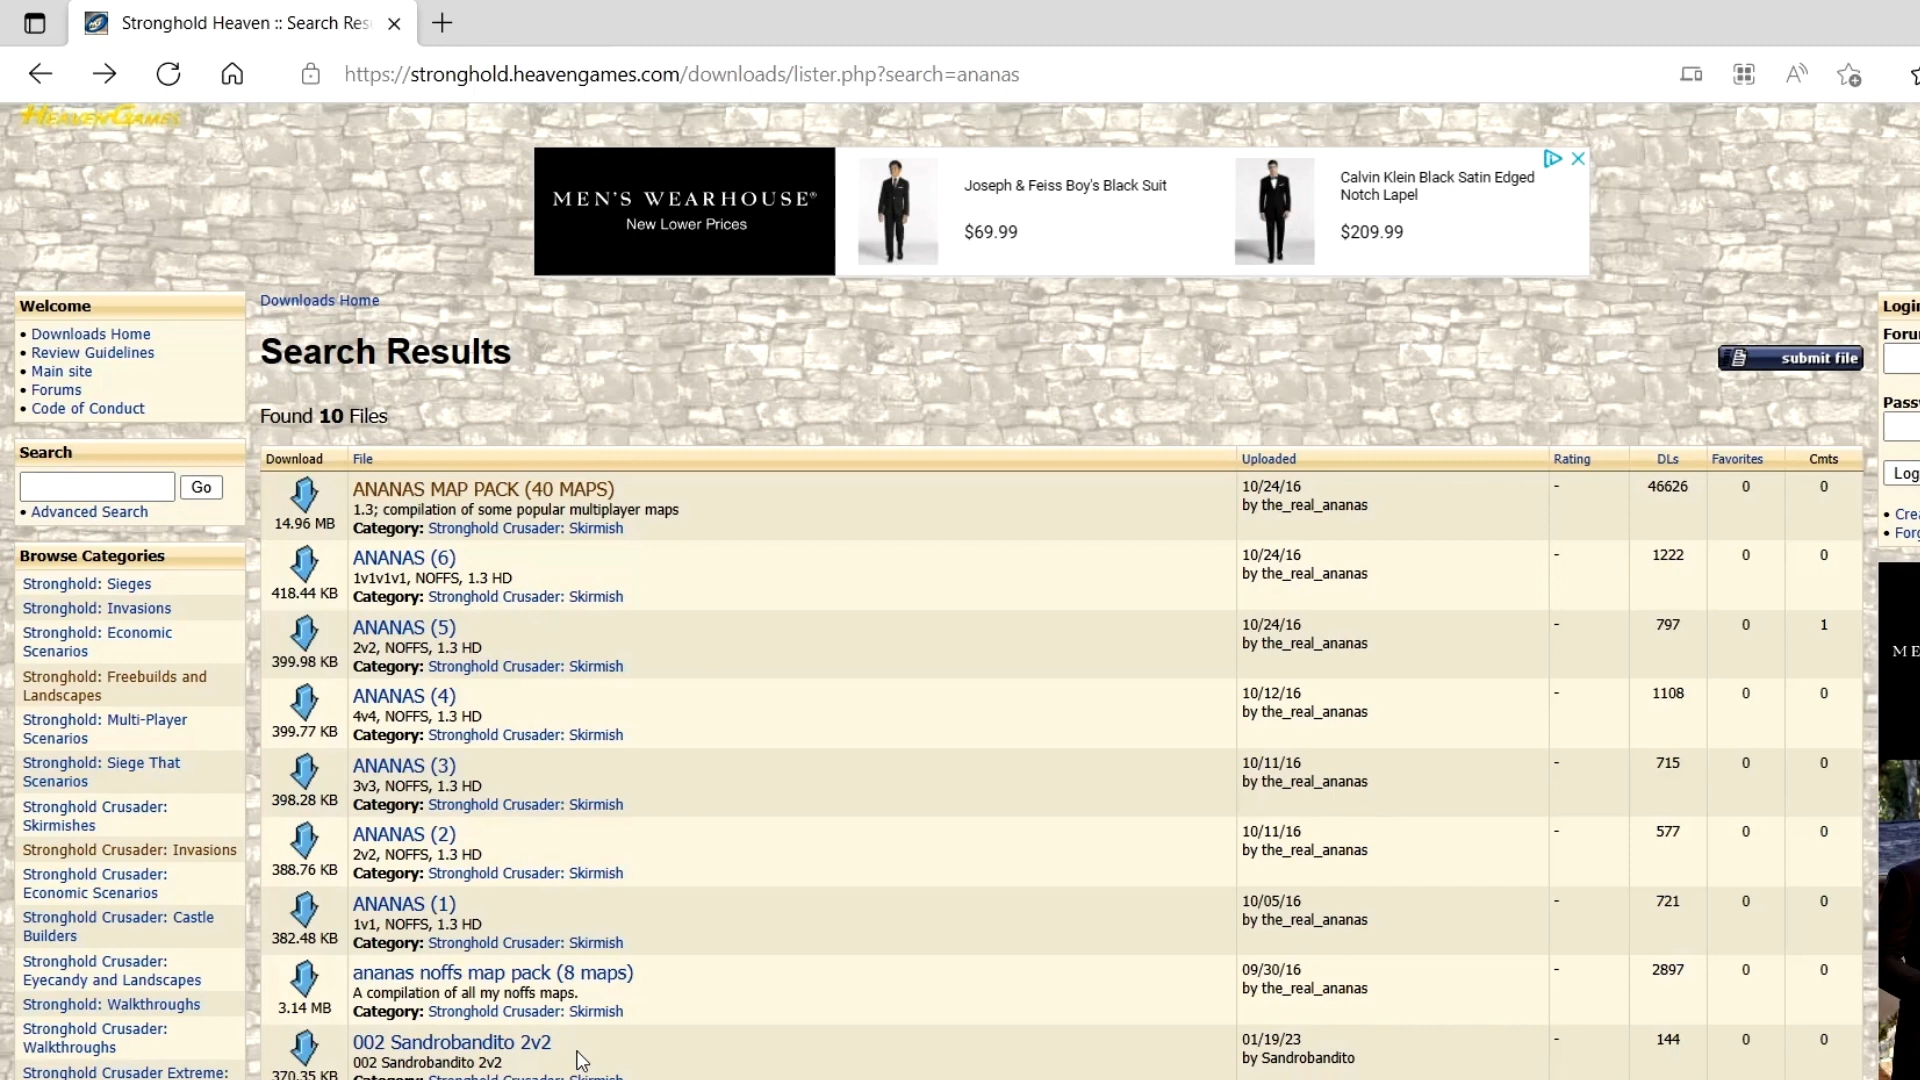 Stronghold Heaven :: Search Res
https://stronghold.heavengames.com/downloads/lister.php?search=ananas
HEAVENGAMES
MEN'S WEARHOUSE®
New Lower Prices
Joseph & Feiss Boy's Black Suit
$69.99
Calvin Klein Black Satin Edged
Notch Lapel
$209.99
Welcome
• Downloads Home
• Review Guidelines
• Main site
• Forums
• Code of Conduct
Search
Go
• Advanced Search
Browse Categories
Stronghold: Sieges
Stronghold: Invasions
Stronghold: Economic
Scenarios
Stronghold: Freebuilds and
Landscapes
Stronghold: Multi-Player
Scenarios
Stronghold: Siege That
Scenarios
Stronghold Crusader:
Skirmishes
Stronghold Crusader: Invasions
Stronghold Crusader:
Economic Scenarios
Stronghold Crusader: Castle
Builders
Stronghold Crusader:
Eyecandy and Landscapes
Stronghold: Walkthroughs
Stronghold Crusader:
Walkthroughs
Stronghold Crusader Extreme:
Downloads Home
Search Results
submit file
Found 10 Files
Download File Uploaded Rating DLs Favorites Cmts
ANANAS MAP PACK (40 MAPS) 10/24/16 - 46626 0 0
1.3; compilation of some popular multiplayer maps by the_real_ananas
14.96 MB Category: Stronghold Crusader: Skirmish
ANANAS (6) 10/24/16 - 1222 0 0
1v1v1v1, NOFFS, 1.3 HD by the_real_ananas
418.44 KB Category: Stronghold Crusader: Skirmish
ANANAS (5) 10/24/16 - 797 0 1
2v2, NOFFS, 1.3 HD by the_real_ananas
399.98 KB Category: Stronghold Crusader: Skirmish
ANANAS (4) 10/12/16 - 1108 0 0
4v4, NOFFS, 1.3 HD by the_real_ananas
399.77 KB Category: Stronghold Crusader: Skirmish
ANANAS (3) 10/11/16 - 715 0 0
3v3, NOFFS, 1.3 HD by the_real_ananas
398.28 KB Category: Stronghold Crusader: Skirmish
ANANAS (2) 10/11/16 - 577 0 0
2v2, NOFFS, 1.3 HD by the_real_ananas
388.76 KB Category: Stronghold Crusader: Skirmish
ANANAS (1) 10/05/16 - 721 0 0
1v1, NOFFS, 1.3 HD by the_real_ananas
382.48 KB Category: Stronghold Crusader: Skirmish
ananas noffs map pack (8 maps) 09/30/16 - 2897 0 0
A compilation of all my noffs maps. by the_real_ananas
3.14 MB Category: Stronghold Crusader: Skirmish
002 Sandrobandito 2v2 01/19/23 - 144 0 0
002 Sandrobandito 2v2 by Sandrobandito
370.35 KB Category: Stronghold Crusader: Skirmish
Login
Foru
Passw
Log
• Crea
• Forg
ME